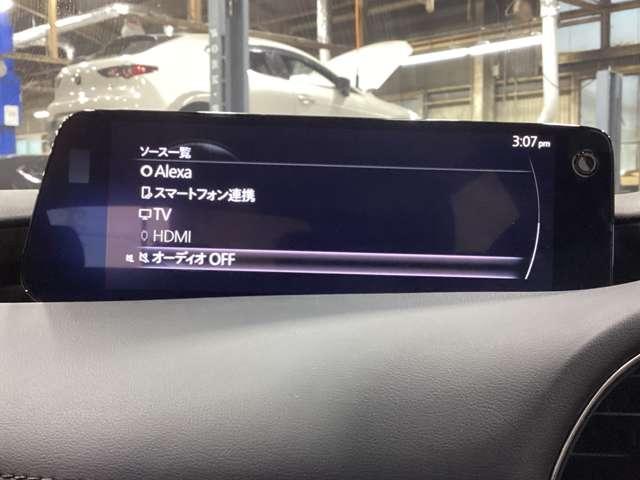 WORK
3:07 pm
ソース一覧
Alexa
スマートフォン連携
TV
HDMI
オーディオ OFF